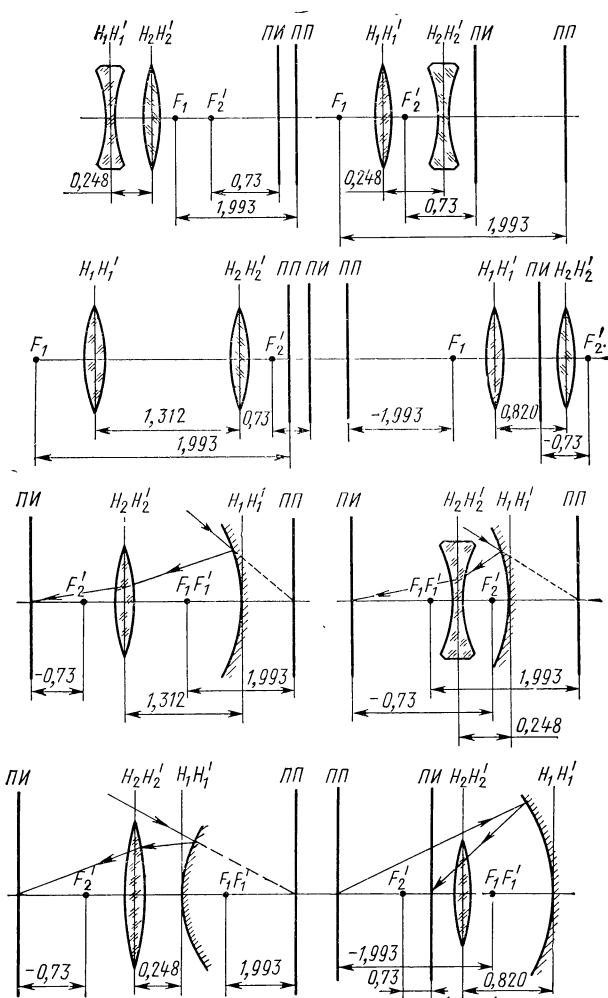 H₁H₁′ H₂H₂′ ПИ ПП H₁H₁′ H₂H₂′ ПИ ПП
F₁ F₂′ F₁ F₂′
0,248 0,73 0,248 0,73
1,993 1,993
H₁H₁′ H₂H₂′ ПП ПИ ПП H₁H₁′ ПИ H₂H₂′
F₁ F₂′ F₁ F₂′
1,312 0,73 -1,993 0,820
1,993 -0,73
ПИ H₂H₂′ H₁H₁′ ПП ПИ H₂H₂′ H₁H₁′ ПП
F₂′ F₁F₁′ F₁F₁′ F₂′
-0,73 1,993 1,993
1,312 -0,73 0,248
ПИ H₂H₂′ H₁H₁′ ПП ПП ПИ H₂H₂′ H₁H₁′
F₂′ F₁F₁′ F₂′ F₁F₁′
-0,73 0,248 1,993 -1,993
0,73 0,820